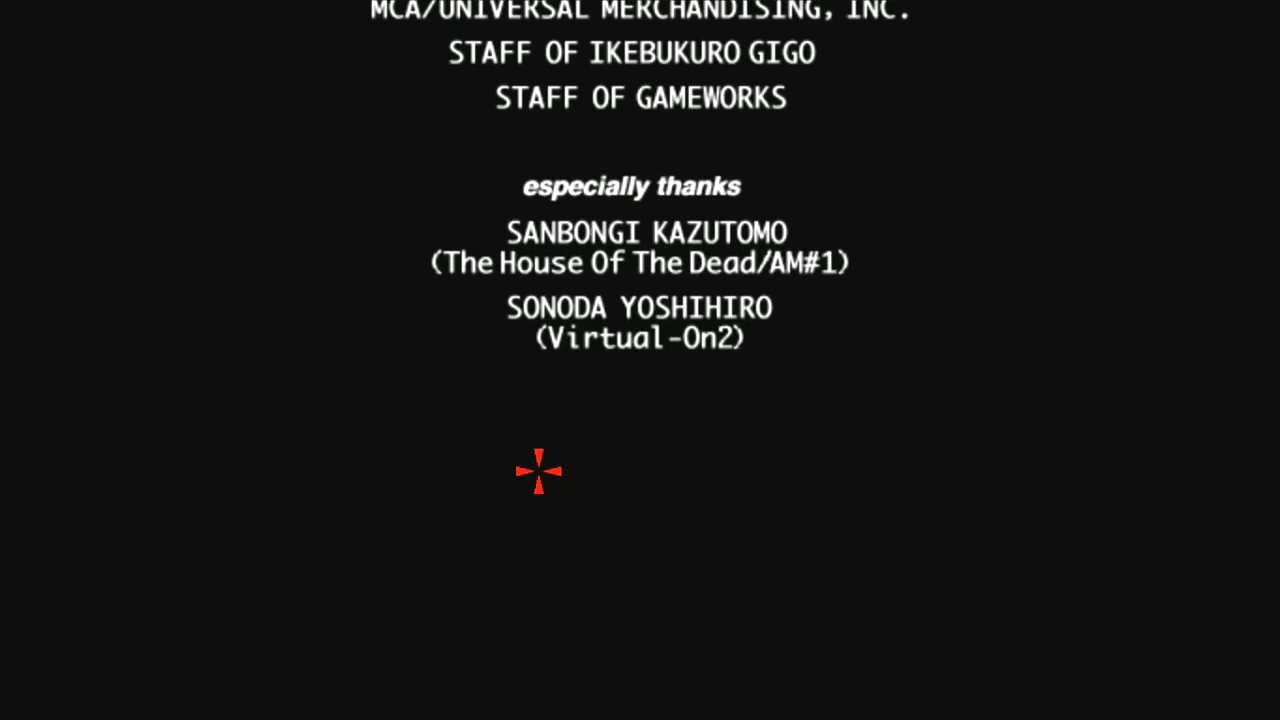 MCA/UNIVERSAL MERCHANDISING, INC.
STAFF OF IKEBUKURO GIGO
STAFF OF GAMEWORKS
especially thanks
SANBONGI KAZUTOMO
(The House Of The Dead/AM#1)
SONODA YOSHIHIRO
(Virtual-On2)